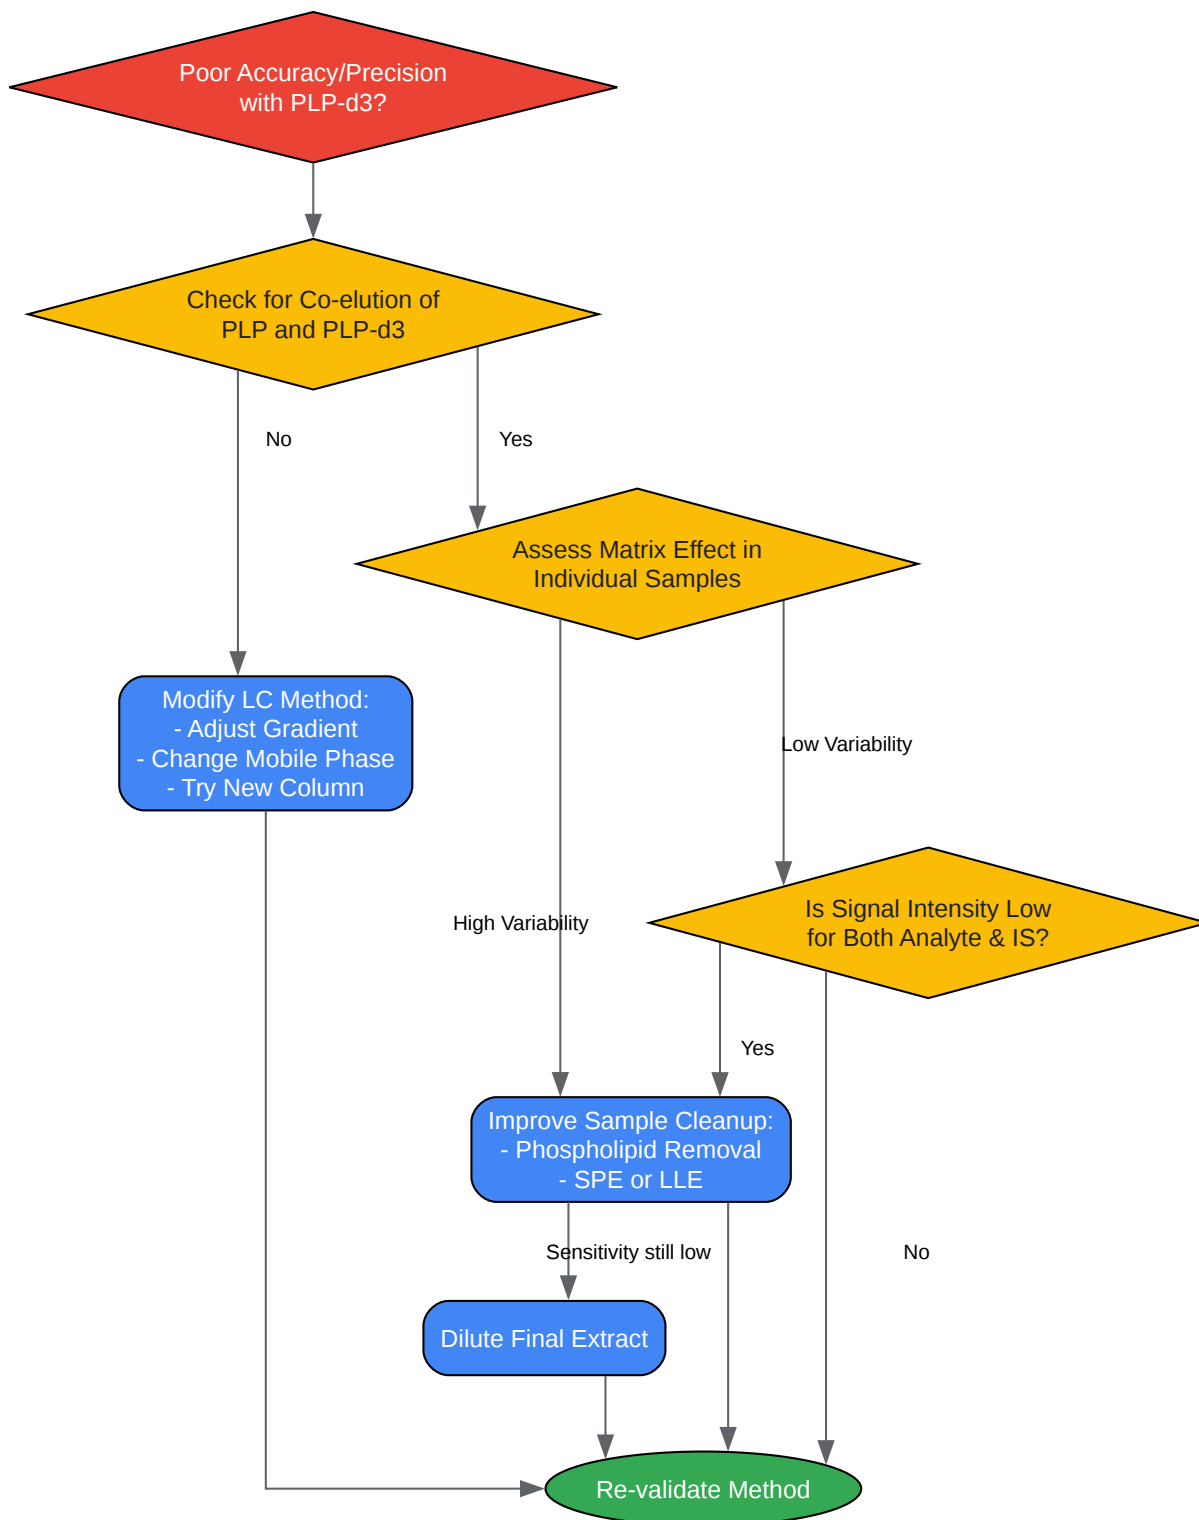 Poor Accuracy/Precision
with PLP-d3?
Check for Co-elution of
PLP and PLP-d3
No
Yes
Assess Matrix Effect in
Individual Samples
Modify LC Method:
- Adjust Gradient
- Change Mobile Phase
- Try New Column
Low Variability
High Variability
Is Signal Intensity Low
for Both Analyte & IS?
Yes
Improve Sample Cleanup:
- Phospholipid Removal
- SPE or LLE
Sensitivity still low
No
Dilute Final Extract
Re-validate Method